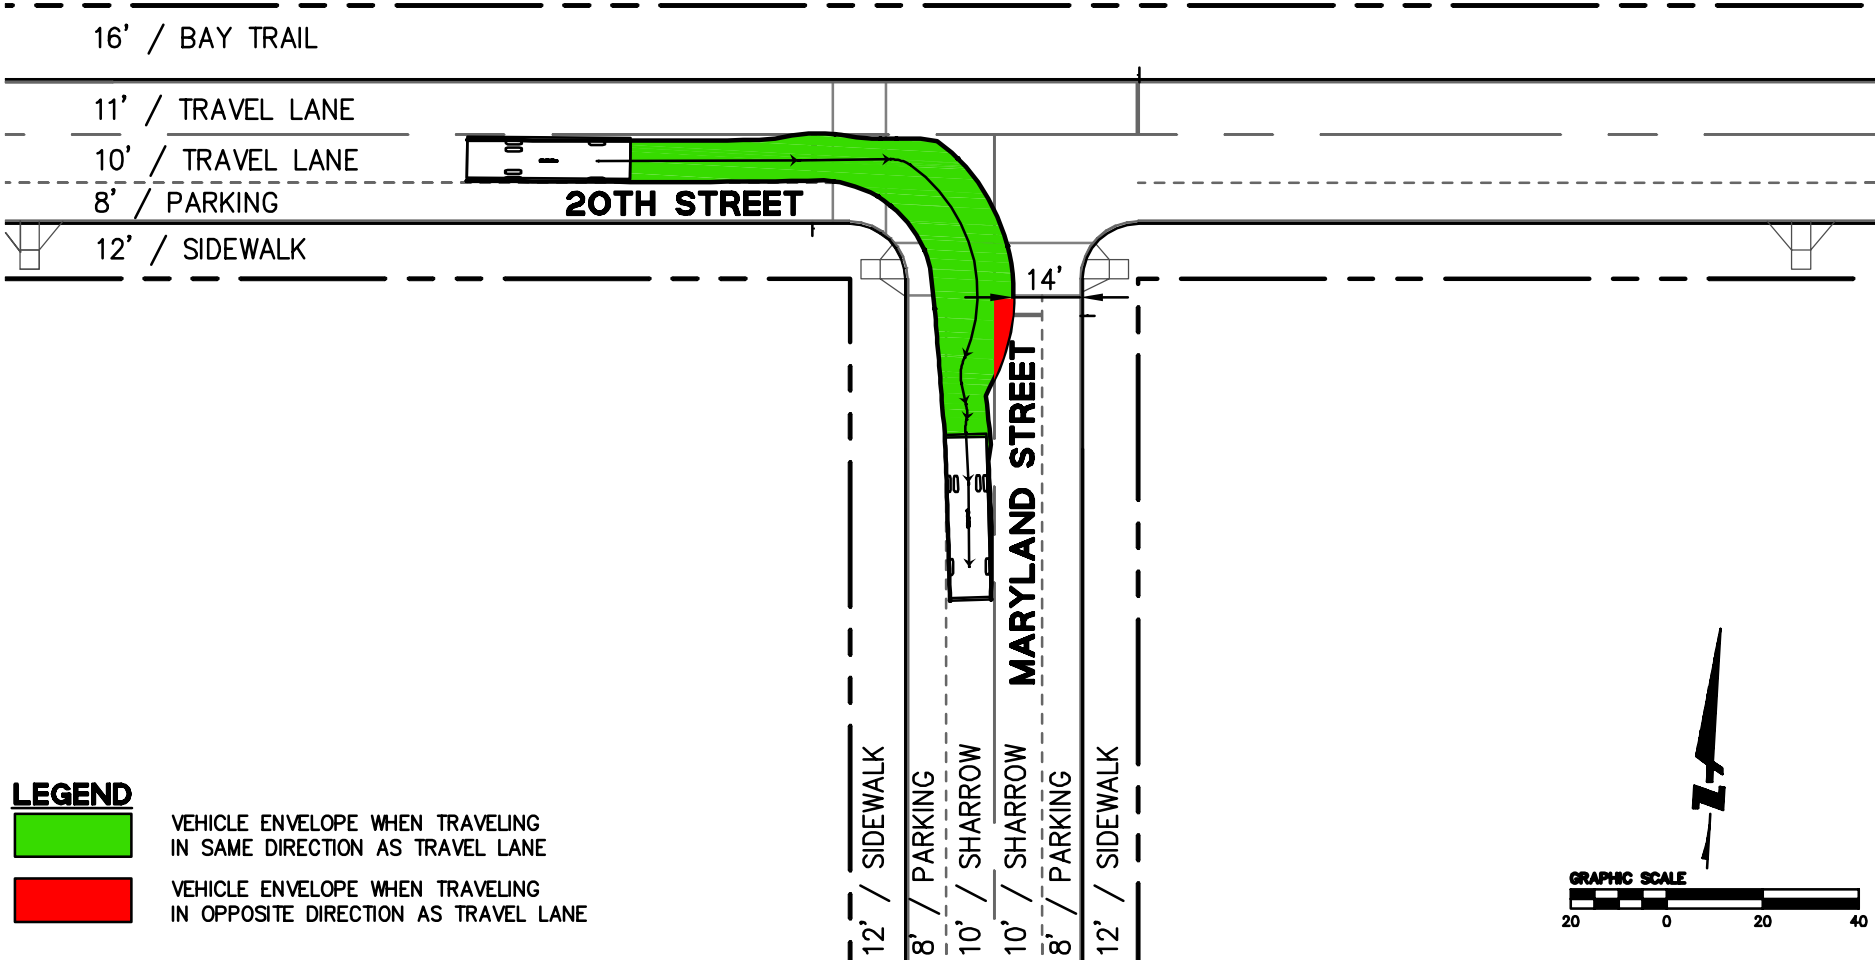 16' / BAY TRAIL
11' / TRAVEL LANE
10' / TRAVEL LANE
8' / PARKING
20TH STREET
12' / SIDEWALK
14'
MARYLAND STREET
12' / SIDEWALK
8' / PARKING
10' / SHARROW
10' / SHARROW
8' / PARKING
12' / SIDEWALK
LEGEND
VEHICLE ENVELOPE WHEN TRAVELING
IN SAME DIRECTION AS TRAVEL LANE
VEHICLE ENVELOPE WHEN TRAVELING
IN OPPOSITE DIRECTION AS TRAVEL LANE
Z
GRAPHIC SCALE
20 0 20 40